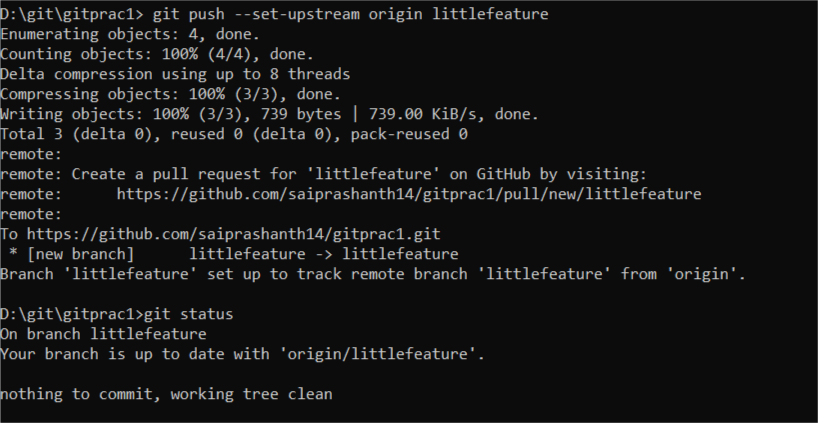 D:\git\gitprac1> git push --set-upstream origin littlefeature
Enumerating objects: 4, done.
Counting objects: 100% (4/4), done.
Delta compression using up to 8 threads
Compressing objects: 100% (3/3), done.
Writing objects: 100% (3/3), 739 bytes | 739.00 KiB/s, done.
Total 3 (delta 0), reused 0 (delta 0), pack-reused 0
remote:
remote: Create a pull request for 'littlefeature' on GitHub by visiting:
remote:      https://github.com/saiprashanth14/gitprac1/pull/new/littlefeature
remote:
To https://github.com/saiprashanth14/gitprac1.git
 * [new branch]      littlefeature -> littlefeature
Branch 'littlefeature' set up to track remote branch 'littlefeature' from 'origin'.

D:\git\gitprac1>git status
On branch littlefeature
Your branch is up to date with 'origin/littlefeature'.

nothing to commit, working tree clean